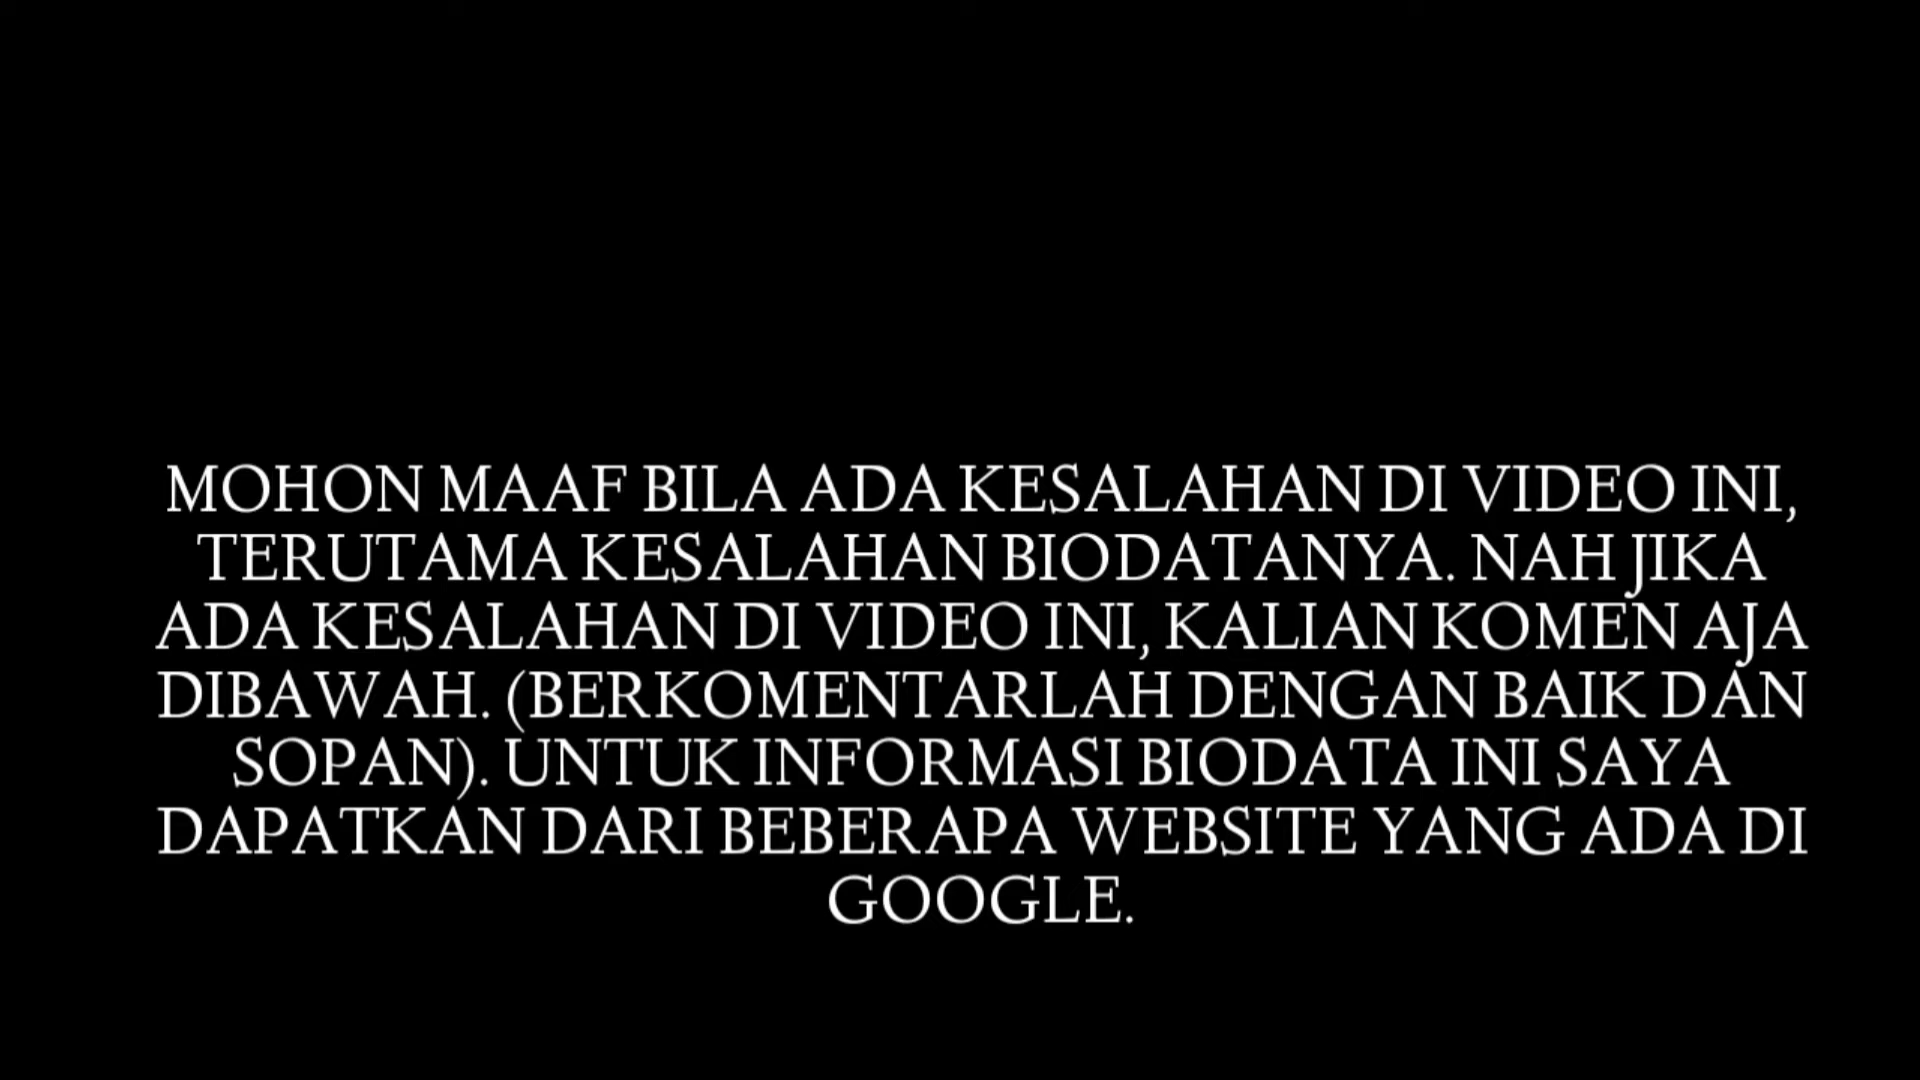 MOHON MAAF BILA ADA KESALAHAN DI VIDEO INI,
TERUTAMA KESALAHAN BIODATANYA. NAH JIKA
ADA KESALAHAN DI VIDEO INI, KALIAN KOMEN AJA
DIBAWAH. (BERKOMENTARLAH DENGAN BAIK DAN
SOPAN). UNTUK INFORMASI BIODATA INI SAYA
DAPATKAN DARI BEBERAPA WEBSITE YANG ADA DI
GOOGLE.